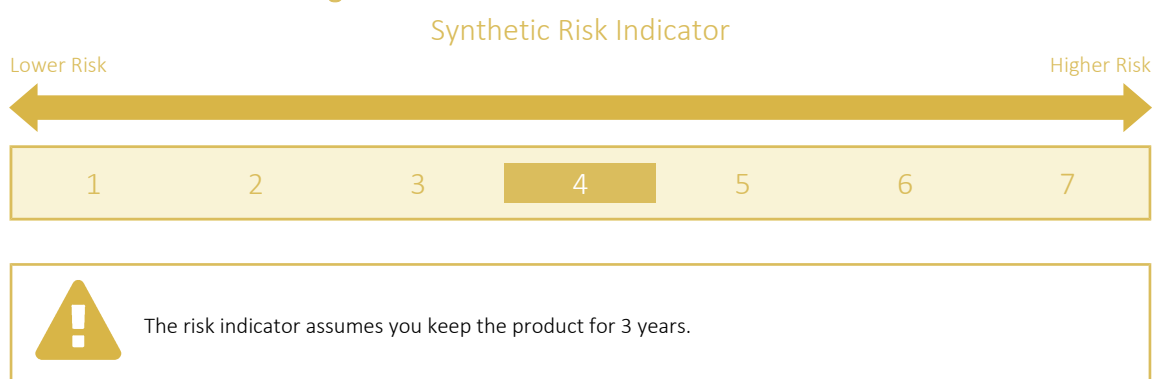 Synthetic Risk Indicator
Lower Risk Higher Risk
1 2 3 4 5 6 7
The risk indicator assumes you keep the product for 3 years.